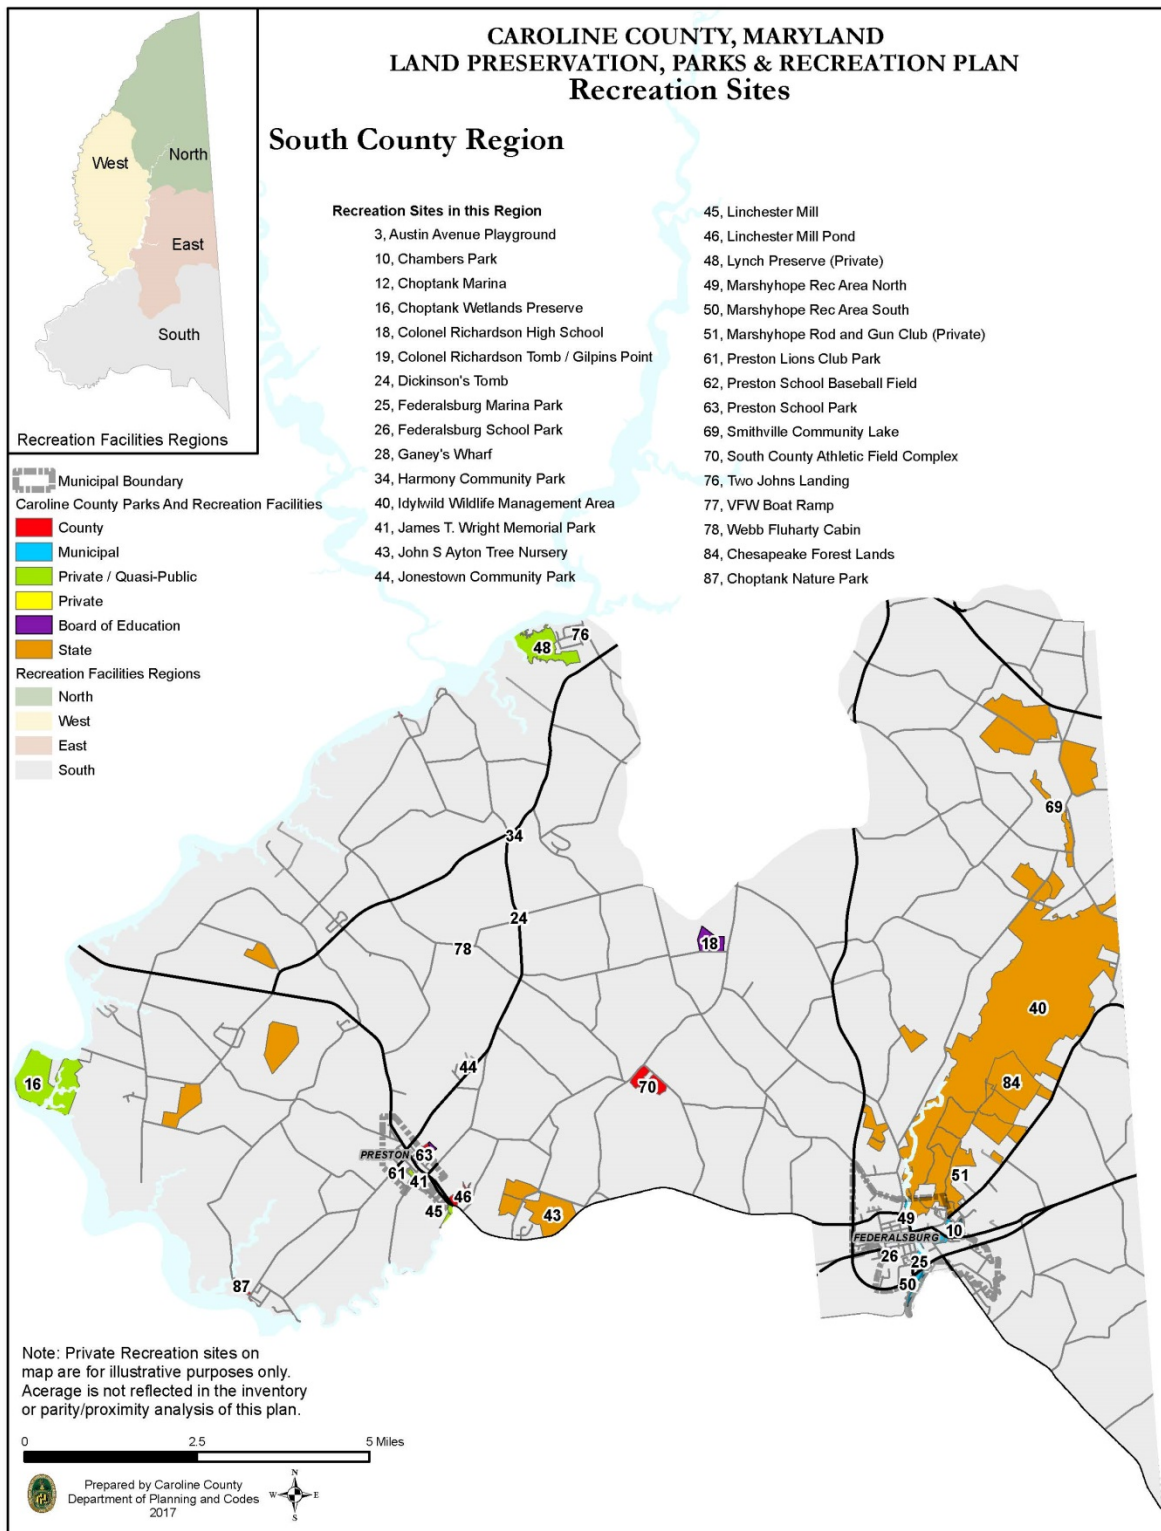 CAROLINE COUNTY, MARYLAND
LAND PRESERVATION, PARKS & RECREATION PLAN
Recreation Sites
South County Region
West
North
East
South
Recreation Facilities Regions
Recreation Sites in this Region
3, Austin Avenue Playground
10, Chambers Park
12, Choptank Marina
16, Choptank Wetlands Preserve
18, Colonel Richardson High School
19, Colonel Richardson Tomb / Gilpins Point
24, Dickinson's Tomb
25, Federalsburg Marina Park
26, Federalsburg School Park
28, Ganey's Wharf
34, Harmony Community Park
40, Idylwild Wildlife Management Area
41, James T. Wright Memorial Park
43, John S Ayton Tree Nursery
44, Jonestown Community Park
45, Linchester Mill
46, Linchester Mill Pond
48, Lynch Preserve (Private)
49, Marshyhope Rec Area North
50, Marshyhope Rec Area South
51, Marshyhope Rod and Gun Club (Private)
61, Preston Lions Club Park
62, Preston School Baseball Field
63, Preston School Park
69, Smithville Community Lake
70, South County Athletic Field Complex
76, Two Johns Landing
77, VFW Boat Ramp
78, Webb Fluharty Cabin
84, Chesapeake Forest Lands
87, Choptank Nature Park
Municipal Boundary
Caroline County Parks And Recreation Facilities
County
Municipal
Private / Quasi-Public
Private
Board of Education
State
Recreation Facilities Regions
North
West
East
South
76
48
69
34
24
18
78
40
16
44
70
84
PRESTON
63
61
41
51
46
45
43
49
10
FEDERALSBURG
26
25
50
87
Note: Private Recreation sites on
map are for illustrative purposes only.
Acerage is not reflected in the inventory
or parity/proximity analysis of this plan.
0 2.5 5 Miles
Prepared by Caroline County
Department of Planning and Codes
2017
N
W E
S